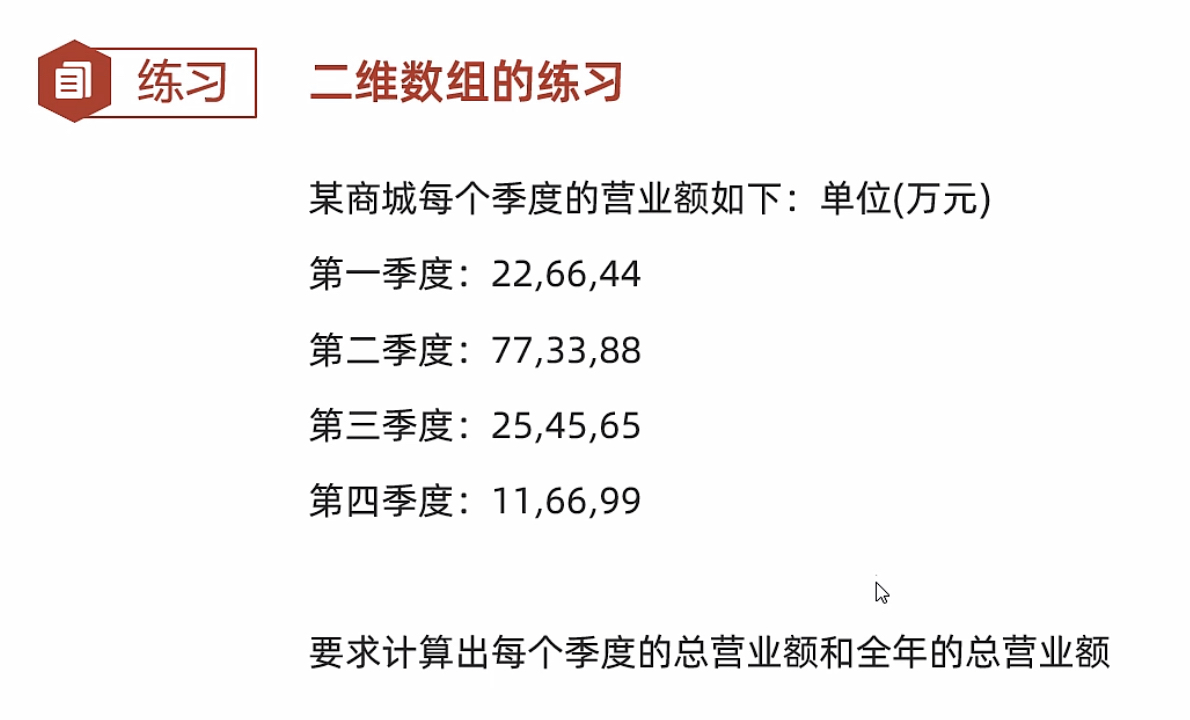 练习
二维数组的练习
某商城每个季度的营业额如下：单位(万元)
第一季度：22,66,44
第二季度：77,33,88
第三季度：25,45,65
第四季度：11,66,99
要求计算出每个季度的总营业额和全年的总营业额